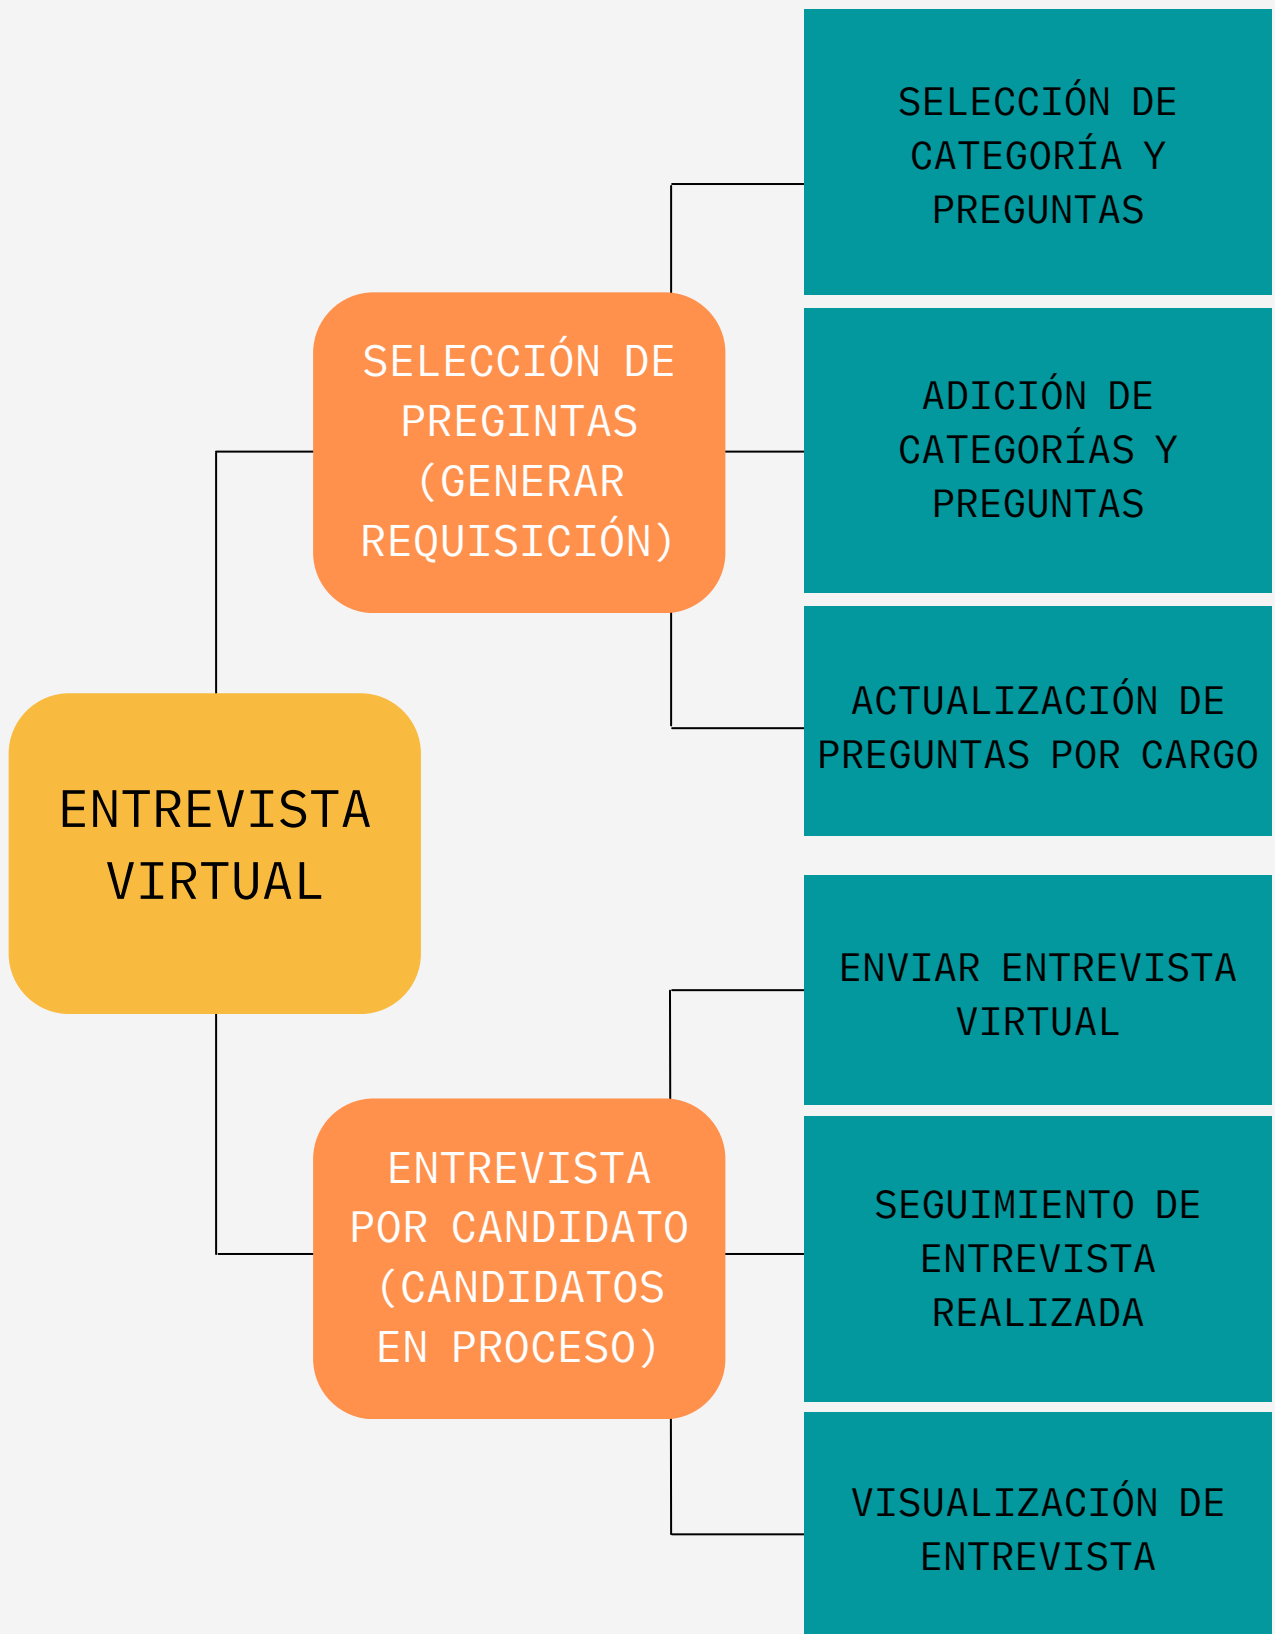 SELECCIÓN DE
CATEGORÍA Y
PREGUNTAS
SELECCIÓN DE
PREGINTAS
(GENERAR
REQUISICIÓN)
ADICIÓN DE
CATEGORÍAS Y
PREGUNTAS
ACTUALIZACIÓN DE
PREGUNTAS POR CARGO
ENTREVISTA
VIRTUAL
ENVIAR ENTREVISTA
VIRTUAL
ENTREVISTA
POR CANDIDATO
(CANDIDATOS
EN PROCESO)
SEGUIMIENTO DE
ENTREVISTA
REALIZADA
VISUALIZACIÓN DE
ENTREVISTA